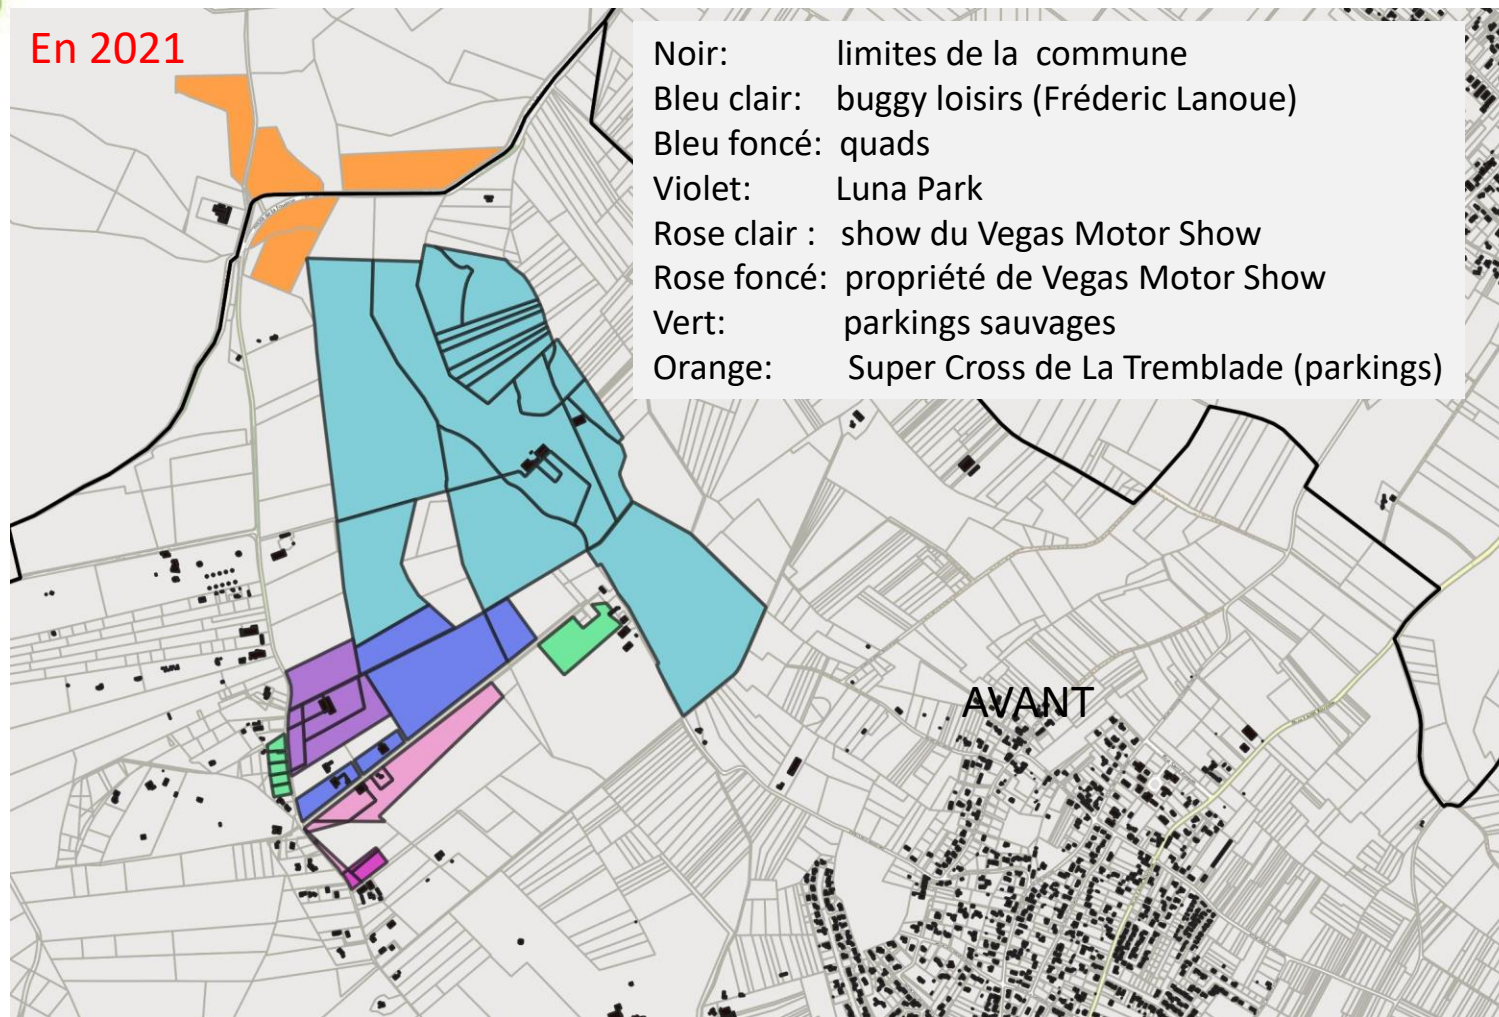 En 2021
Noir: limites de la commune
Bleu clair: buggy loisirs (Fréderic Lanoue)
Bleu foncé: quads
Violet: Luna Park
Rose clair : show du Vegas Motor Show
Rose foncé: propriété de Vegas Motor Show
Vert: parkings sauvages
Orange: Super Cross de La Tremblade (parkings)
AVANT